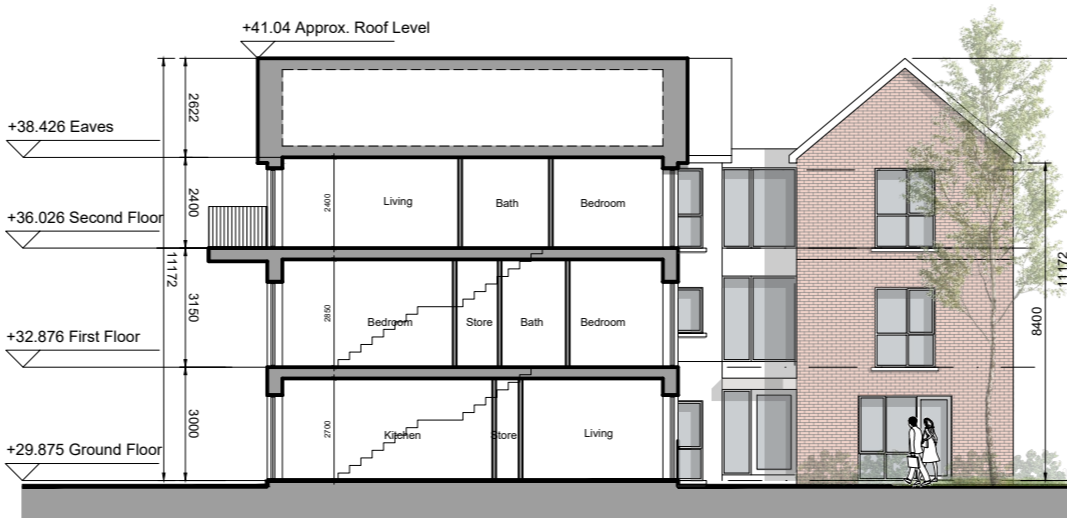 +41.04 Approx. Roof Level
2622
+38.426 Eaves
2400
2400
Living
Bath
Bedroom
+36.026 Second Floor
11172
11172
3150
2850
8400
Bedroom
Store
Bath
Bedroom
+32.876 First Floor
3000
2700
Kitchen
Store
Living
+29.875 Ground Floor